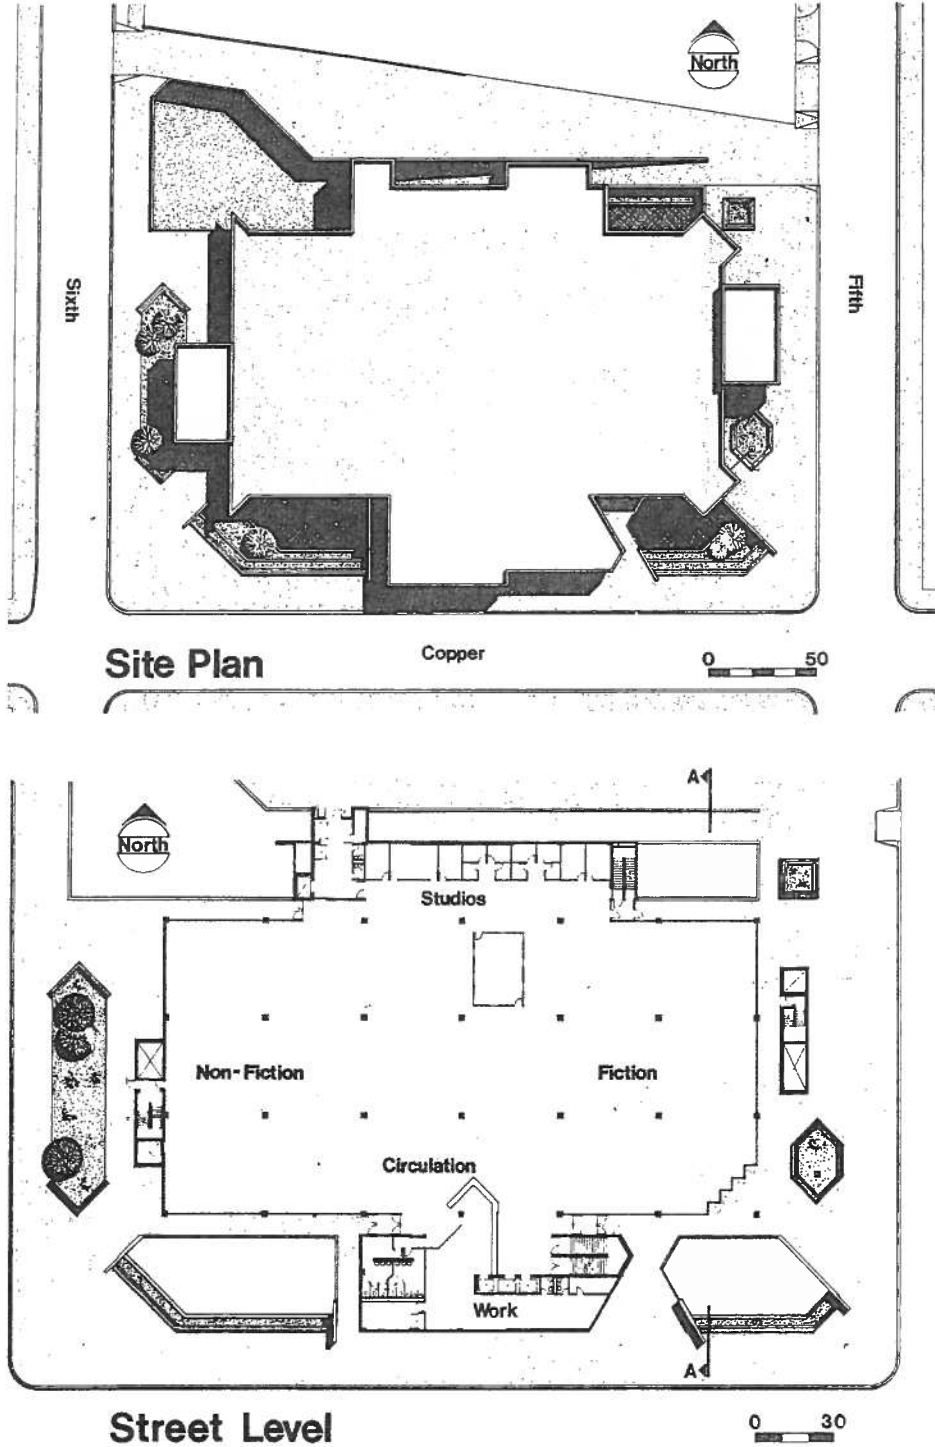 North
Sixth
Fifth
Site Plan
Copper
0 50
A
North
Studios
Non-Fiction
Fiction
Circulation
Work
A
Street Level
0 30